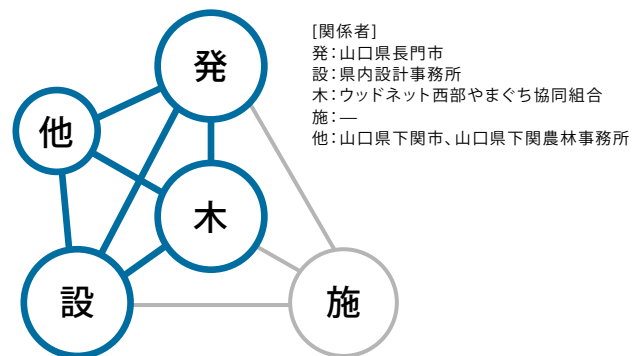 発
他
木
設
施
[関係者]
発：山口県長門市
設：県内設計事務所
木：ウッドネット西部やまぐち協同組合
施：―
他：山口県下関市、山口県下関農林事務所